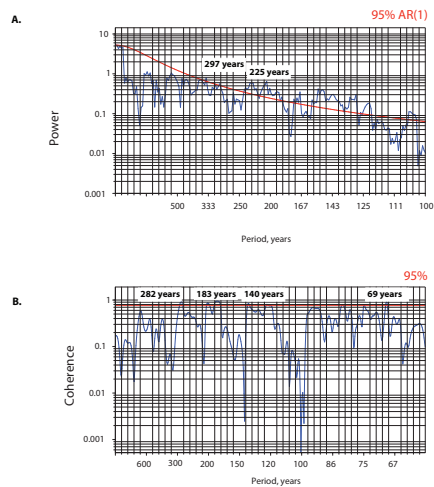 95% AR(1)
A.
10
1
0.1
0.01
0.001
Power
297 years
225 years
500 333 250 200 167 143 125 111 100
Period, years
95%
B.
282 years 183 years 140 years 69 years
1
0.1
0.01
0.001
Coherence
600 300 200 150 120 100 86 75 67
Period, years